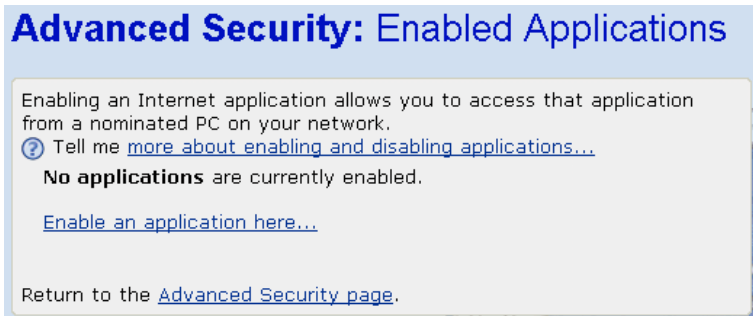 Advanced Security: Enabled Applications
Enabling an Internet application allows you to access that application
from a nominated PC on your network.
Tell me more about enabling and disabling applications...
No applications are currently enabled.
Enable an application here...
Return to the Advanced Security page.